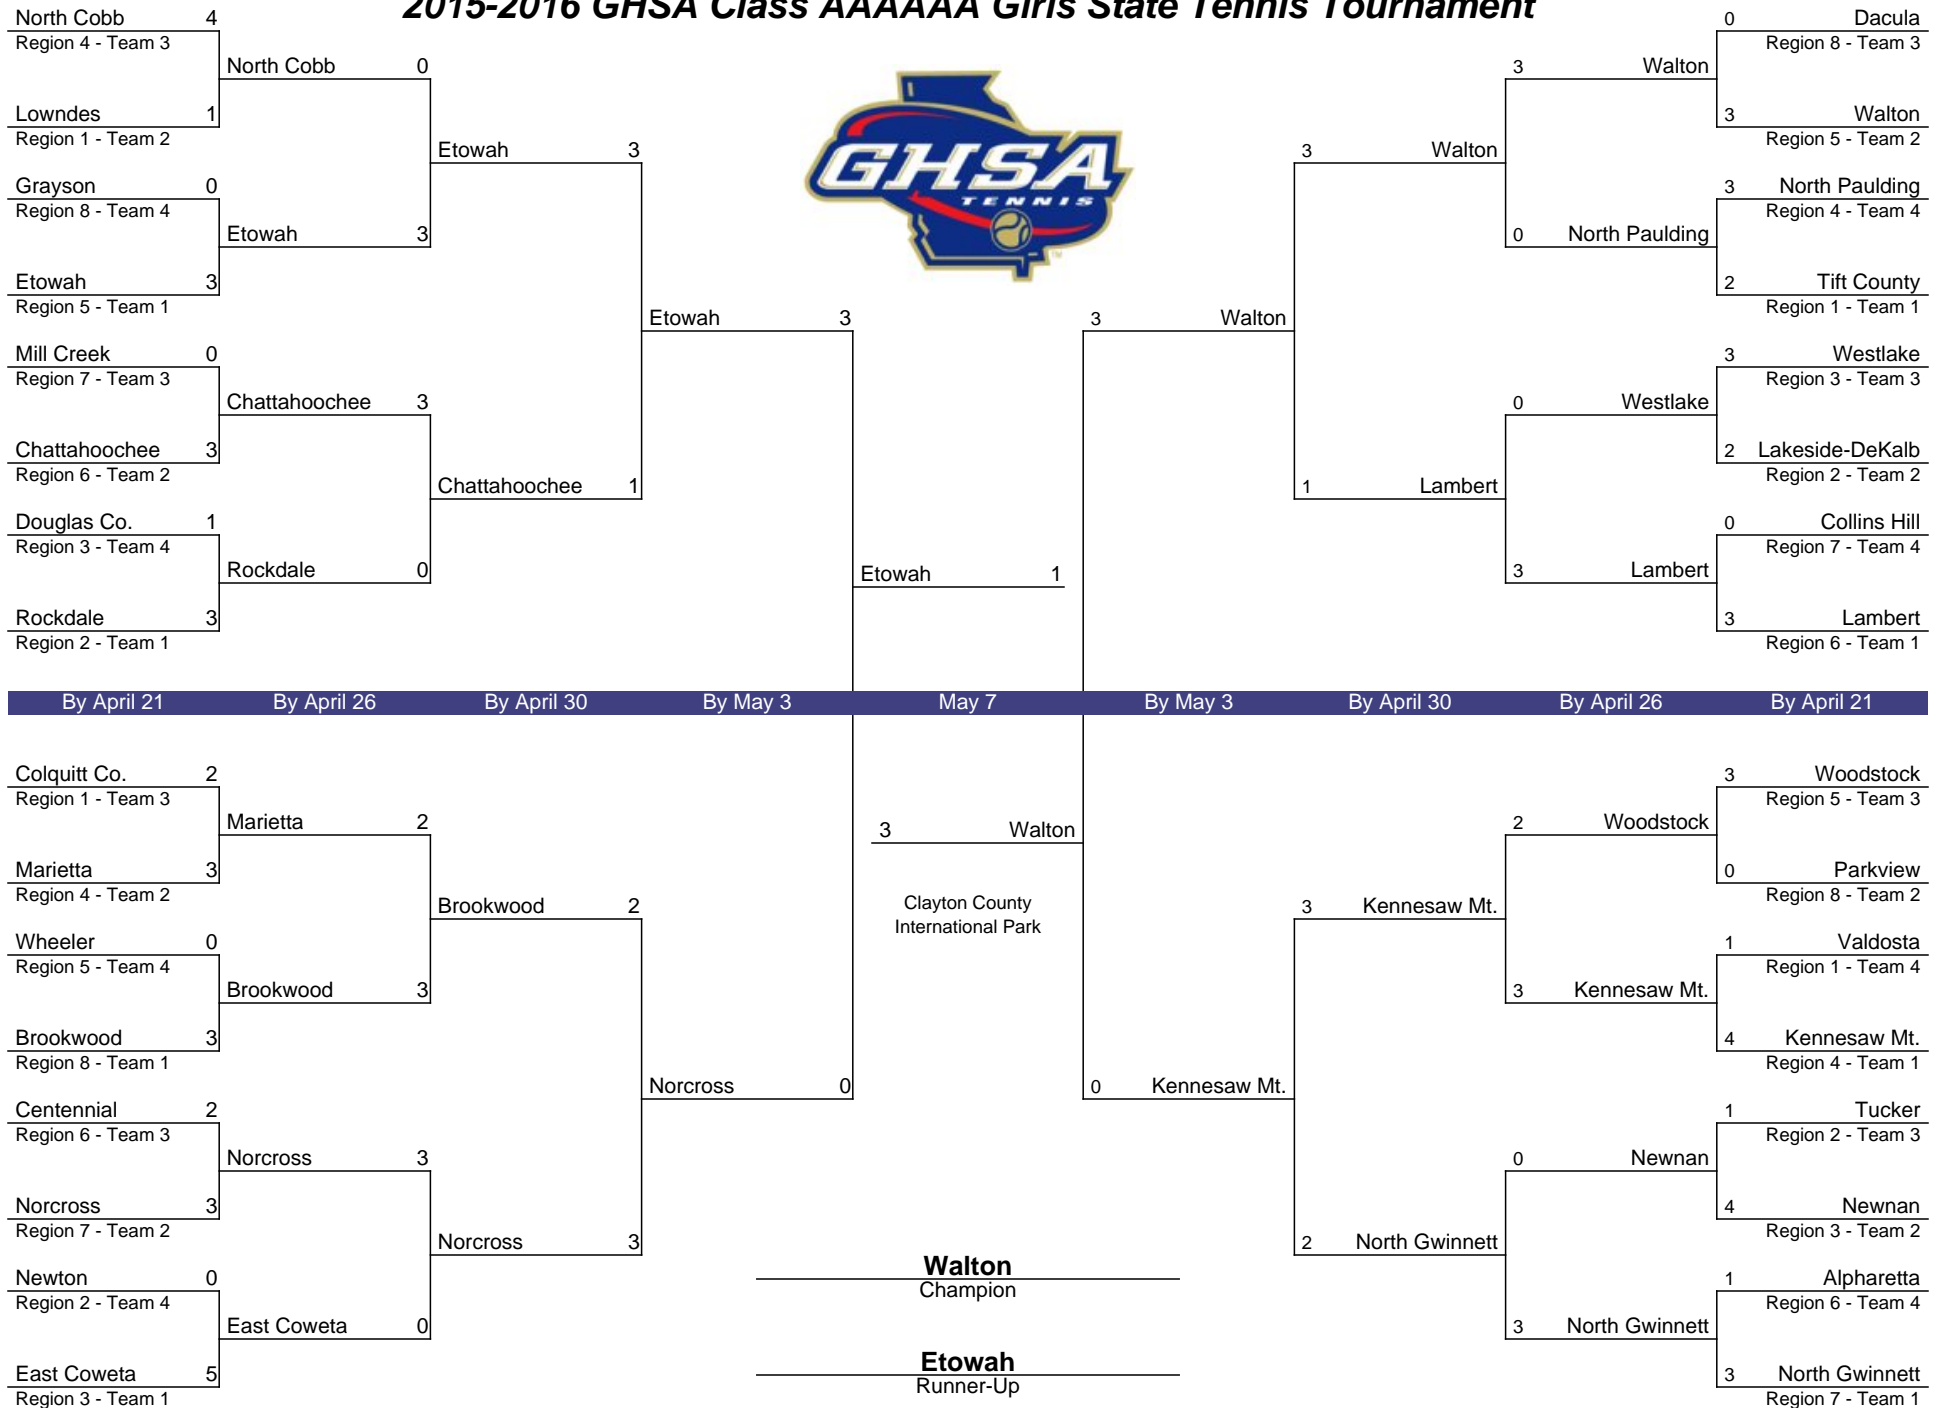 2015-2016 GHSA Class AAAAAA Girls State Tennis Tournament
North Cobb 4
Region 4 - Team 3
Lowndes 1
Region 1 - Team 2
Grayson 0
Region 8 - Team 4
Etowah 3
Region 5 - Team 1
Mill Creek 0
Region 7 - Team 3
Chattahoochee 3
Region 6 - Team 2
Douglas Co. 1
Region 3 - Team 4
Rockdale 3
Region 2 - Team 1
North Cobb 0
Etowah 3
Chattahoochee 3
Rockdale 0
Etowah 3
Chattahoochee 1
Etowah 3
Etowah 1
GHSA
TENNIS
TM
3 Walton
3 Walton
1 Lambert
3 Walton
0 North Paulding
0 Westlake
3 Lambert
0 Dacula
Region 8 - Team 3
3 Walton
Region 5 - Team 2
3 North Paulding
Region 4 - Team 4
2 Tift County
Region 1 - Team 1
3 Westlake
Region 3 - Team 3
2 Lakeside-DeKalb
Region 2 - Team 2
0 Collins Hill
Region 7 - Team 4
3 Lambert
Region 6 - Team 1
By April 21 By April 26 By April 30 By May 3 May 7 By May 3 By April 30 By April 26 By April 21
Colquitt Co. 2
Region 1 - Team 3
Marietta 3
Region 4 - Team 2
Wheeler 0
Region 5 - Team 4
Brookwood 3
Region 8 - Team 1
Centennial 2
Region 6 - Team 3
Norcross 3
Region 7 - Team 2
Newton 0
Region 2 - Team 4
East Coweta 5
Region 3 - Team 1
Marietta 2
Brookwood 3
Norcross 3
East Coweta 0
Brookwood 2
Norcross 3
Norcross 0
3 Walton
Clayton County
International Park
Walton
Champion
Etowah
Runner-Up
0 Kennesaw Mt.
3 Kennesaw Mt.
2 North Gwinnett
2 Woodstock
3 Kennesaw Mt.
0 Newnan
3 North Gwinnett
3 Woodstock
Region 5 - Team 3
0 Parkview
Region 8 - Team 2
1 Valdosta
Region 1 - Team 4
4 Kennesaw Mt.
Region 4 - Team 1
1 Tucker
Region 2 - Team 3
4 Newnan
Region 3 - Team 2
1 Alpharetta
Region 6 - Team 4
3 North Gwinnett
Region 7 - Team 1